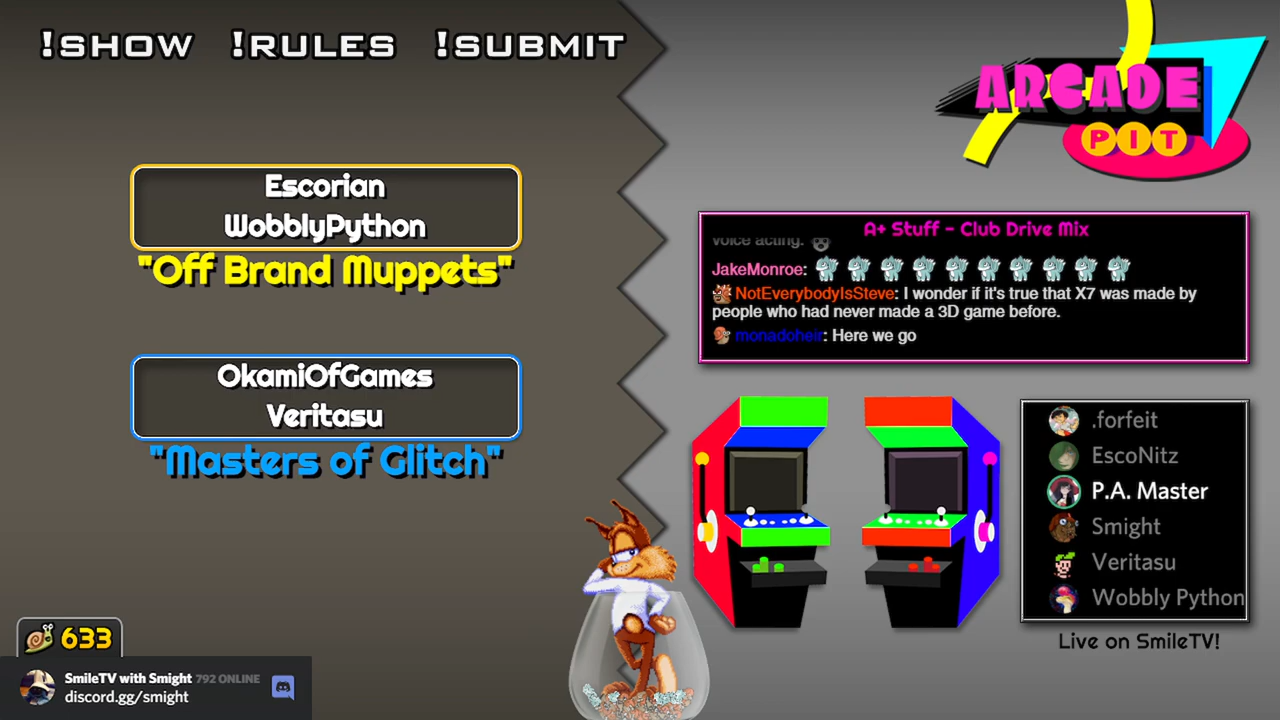 !SHOW !RULES !SUBMIT
ARCADE
PIT
Escorian
WobblyPython
"Off Brand Muppets"
OkamiOfGames
Veritasu
"Masters of Glitch"
A+ Stuff - Club Drive Mix
voice acting.
JakeMonroe:
NotEverybodyIsSteve: I wonder if it's true that X7 was made by
people who had never made a 3D game before.
monadoheir: Here we go
.forfeit
EscoNitz
P.A. Master
Smight
Veritasu
Wobbly Python
Live on SmileTV!
633
SmileTV with Smight 792 ONLINE
discord.gg/smight